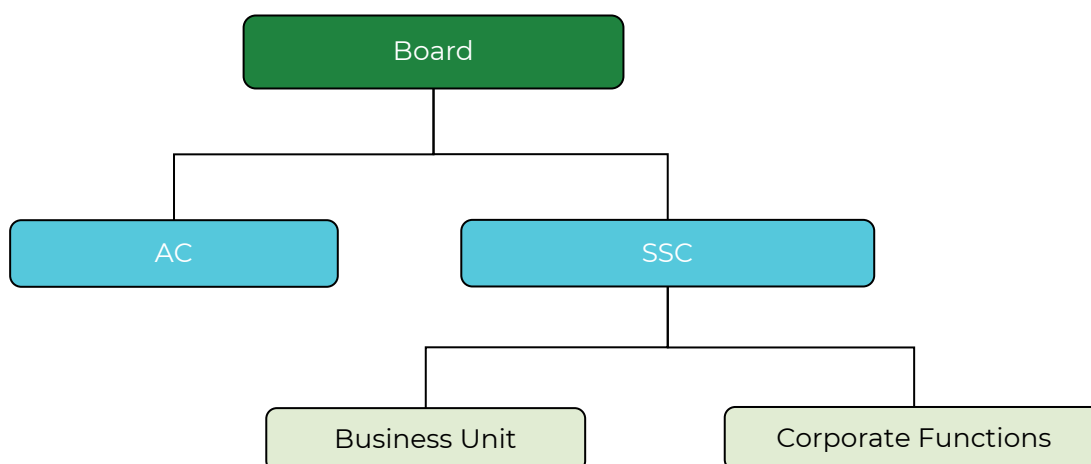 Board
AC
SSC
Business Unit
Corporate Functions